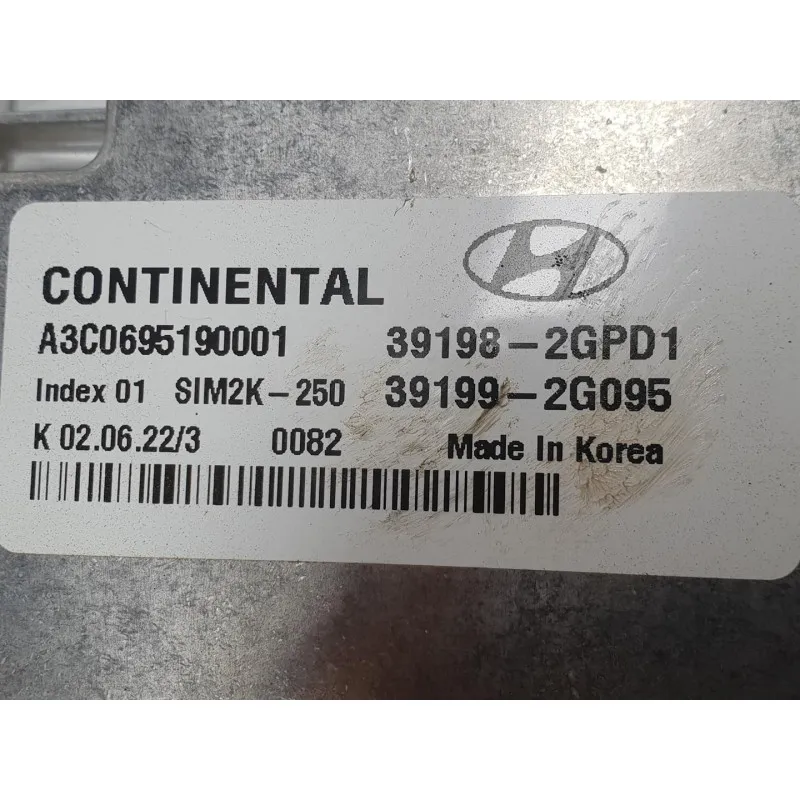 CONTINENTAL
A3C0695190001 39198-2GPD1
Index 01 SIM2K-250 39199-2G095
K 02.06.22/3 0082 Made In Korea